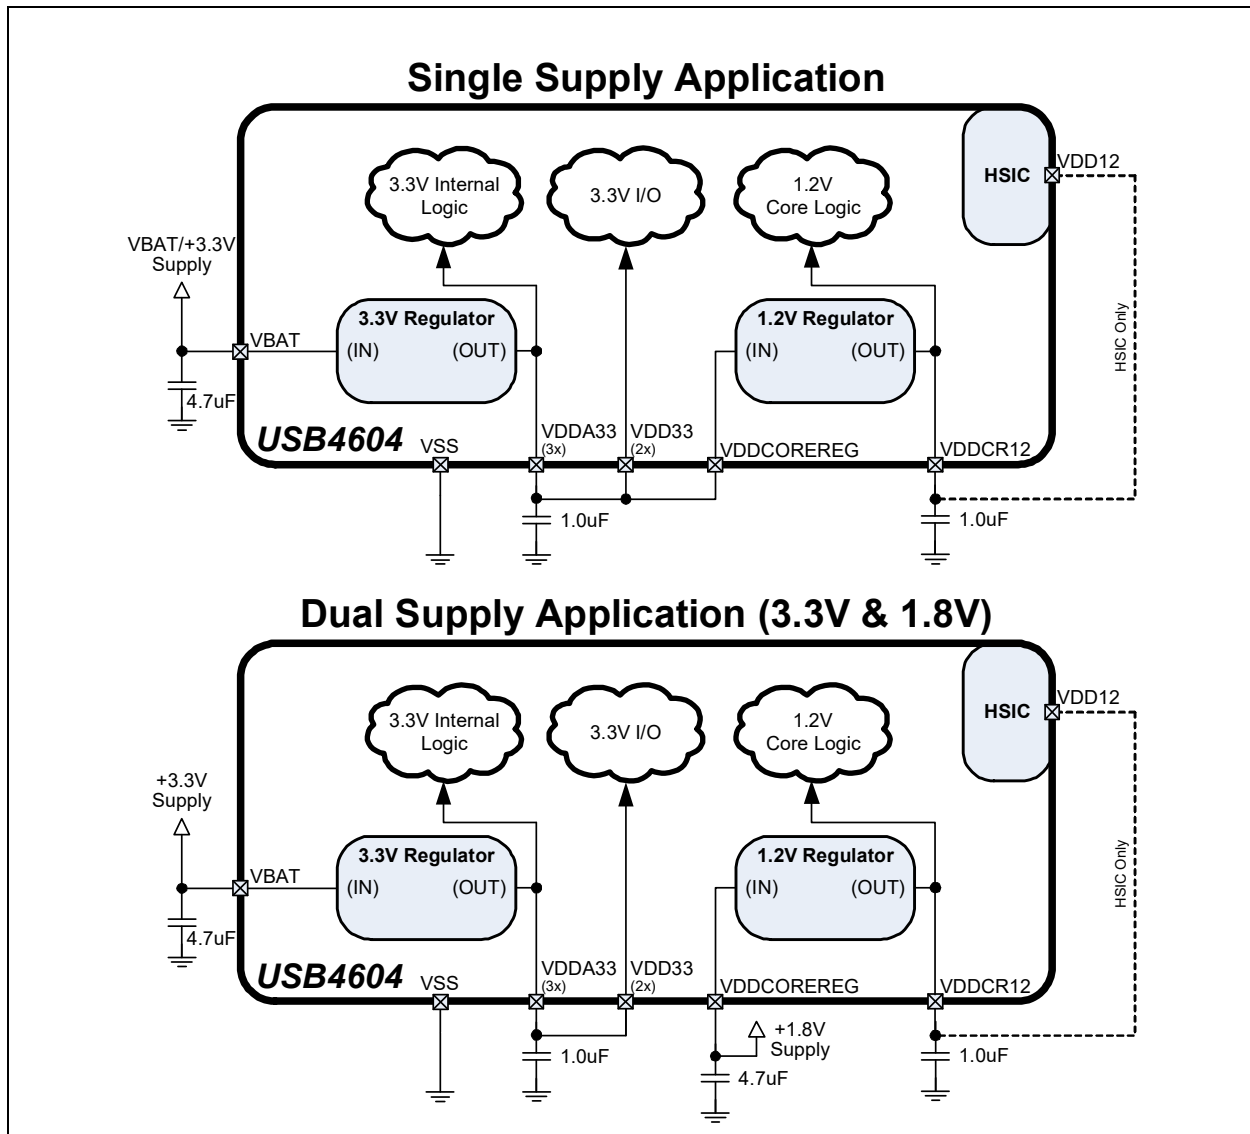 Single Supply Application
HSIC
VDD12
3.3V Internal
Logic
3.3V I/O
1.2V
Core Logic
VBAT/+3.3V
Supply
VBAT
3.3V Regulator
(IN)
(OUT)
1.2V Regulator
(IN)
(OUT)
HSIC Only
4.7uF
USB4604
VSS
VDDA33
(3x)
VDD33
(2x)
VDDCOREREG
VDDCR12
1.0uF
1.0uF
Dual Supply Application (3.3V & 1.8V)
HSIC
VDD12
3.3V Internal
Logic
3.3V I/O
1.2V
Core Logic
+3.3V
Supply
VBAT
3.3V Regulator
(IN)
(OUT)
1.2V Regulator
(IN)
(OUT)
HSIC Only
4.7uF
USB4604
VSS
VDDA33
(3x)
VDD33
(2x)
VDDCOREREG
VDDCR12
1.0uF
+1.8V
Supply
4.7uF
1.0uF